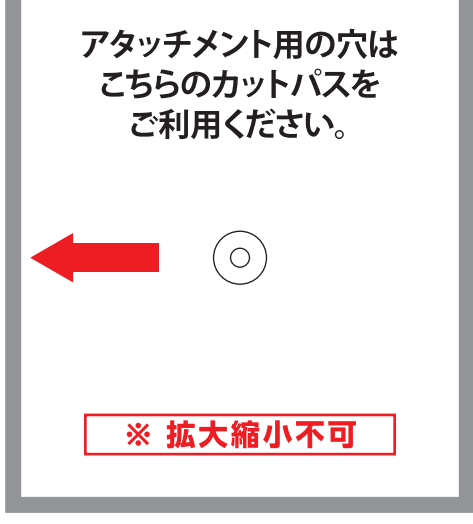 アタッチメント用の穴は
こちらのカットパスを
ご利用ください。
※ 拡大縮小不可